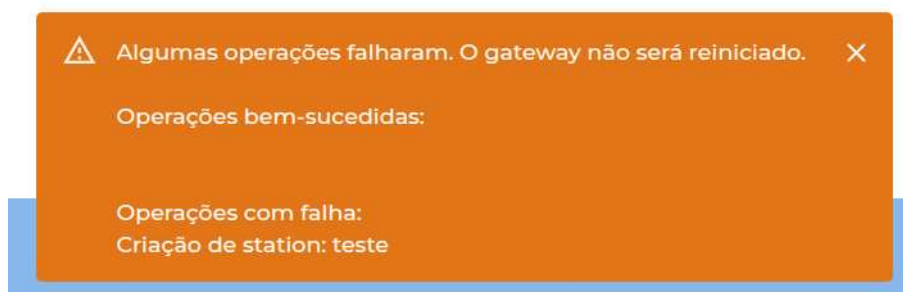 Algumas operações falharam. O gateway não será reiniciado.
Operações bem-sucedidas:
Operações com falha:
Criação de station: teste